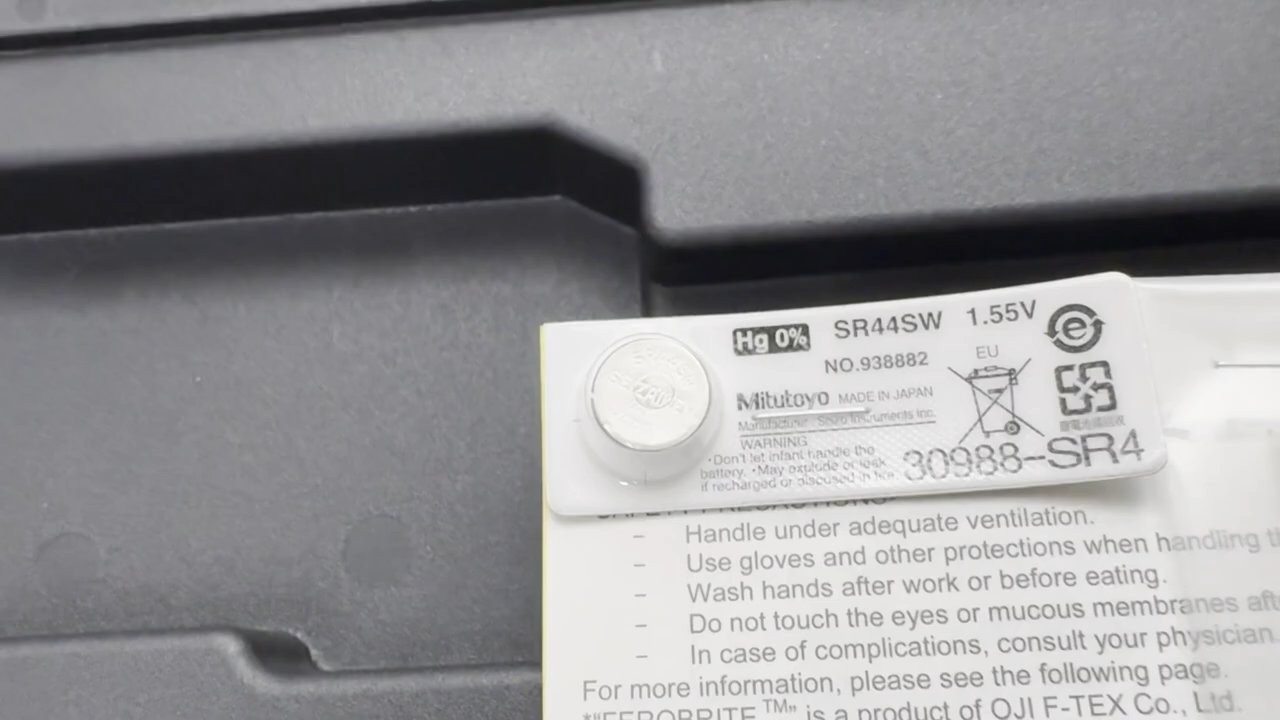 Hg 0% SR44SW 1.55V
NO.938882
EU
Mitutoyo MADE IN JAPAN
Manufacturer: Instruments Inc.
WARNING
·Don't let infant handle the
battery. ·May explode or leak
if recharged or disposed in fire.
30988-SR4
SAFETY PRECAUTIONS
– Handle under adequate ventilation.
– Use gloves and other protections when handling
– Wash hands after work or before eating.
– Do not touch the eyes or mucous membranes
– In case of complications, consult your physician.
For more information, please see the following page.
*"FEROBRITE™" is a product of OJI F-TEX Co., Ltd.